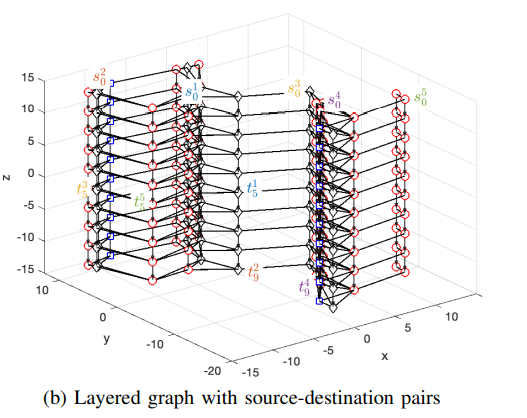 15
10
5
0
-5
-10
-15
z
s_0^2
s_0^1
s_0^3
s_0^4
s_0^5
t_5^1
t_9^2
t_9^4
10
0
-10
-20
y
-15
-10
-5
0
5
10
x
(b) Layered graph with source-destination pairs